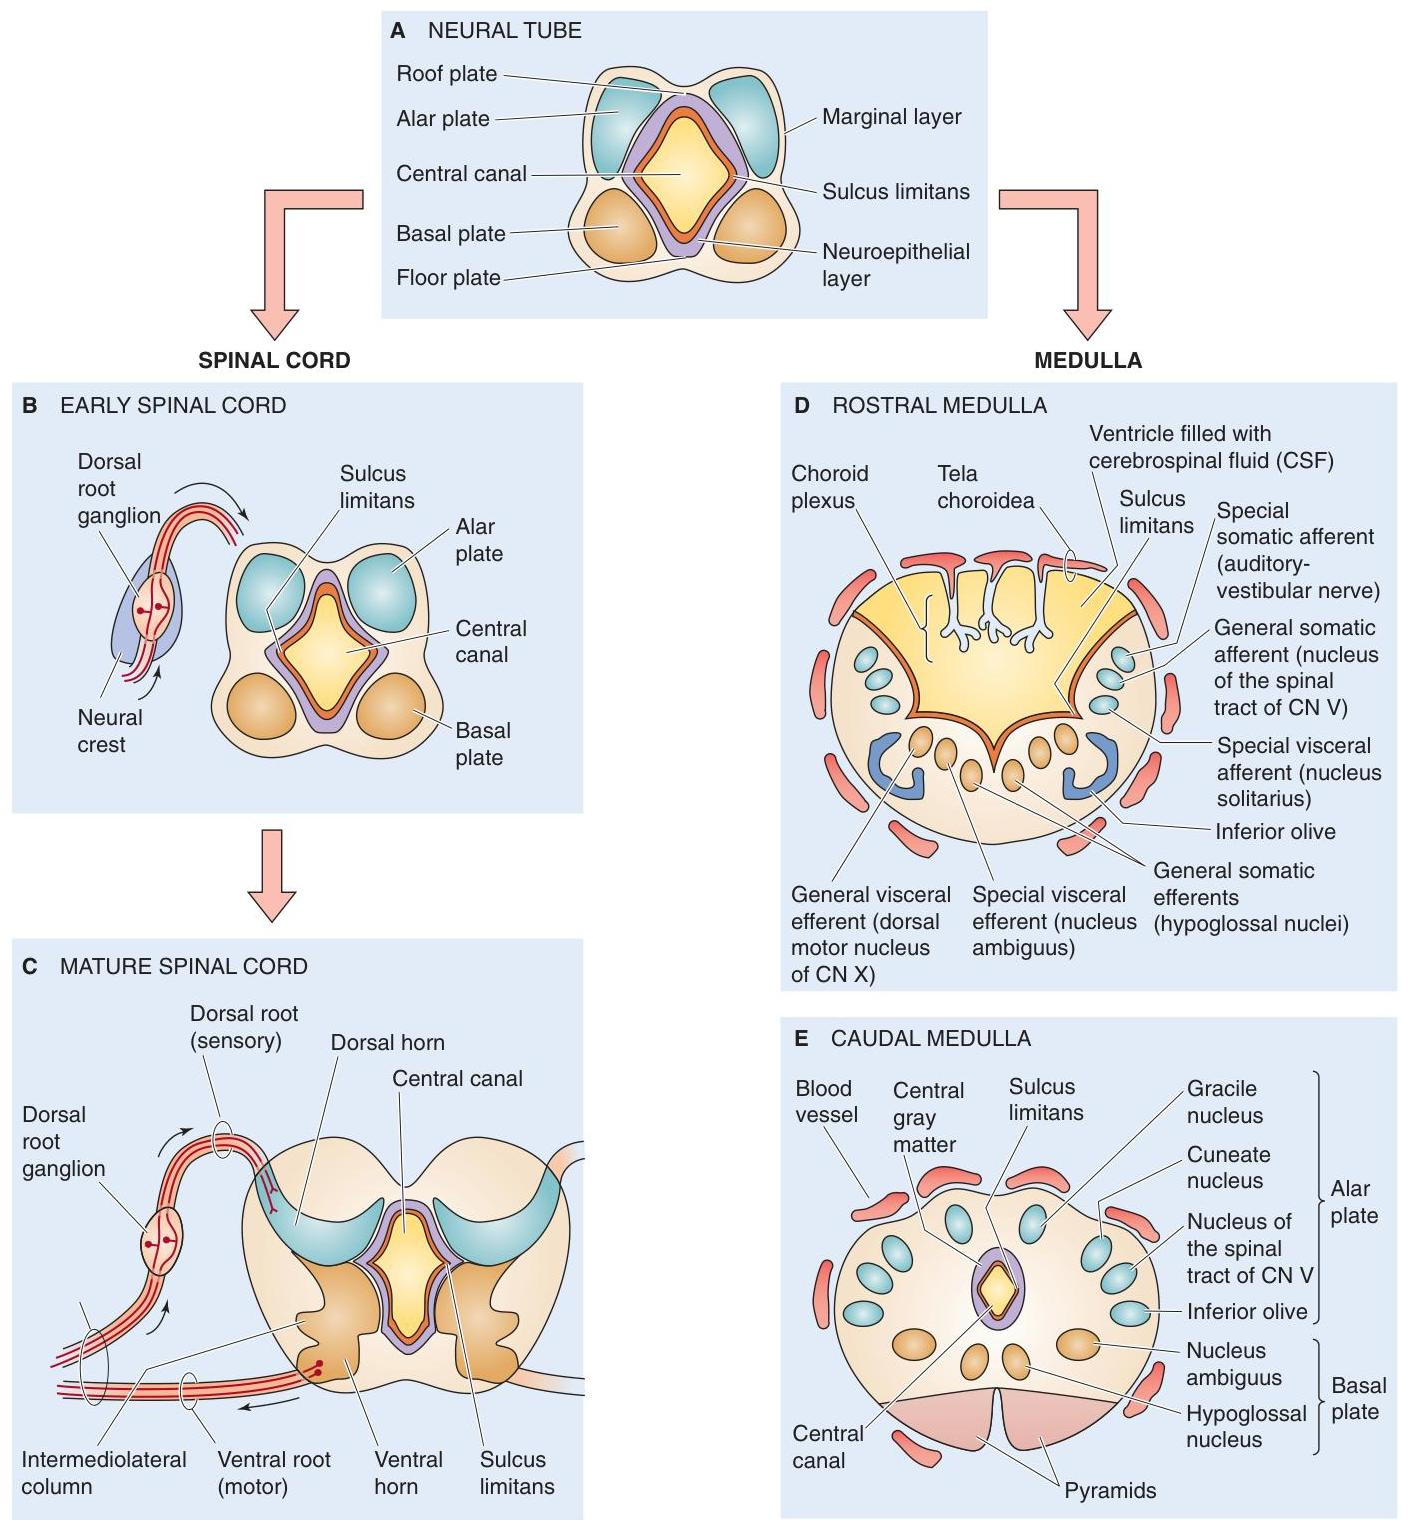 A NEURAL TUBE
Roof plate
Alar plate
Central canal
Basal plate
Floor plate
Marginal layer
Sulcus limitans
Neuroepithelial
layer
SPINAL CORD
MEDULLA
B EARLY SPINAL CORD
Dorsal
root
ganglion
Sulcus
limitans
Alar
plate
Central
canal
Basal
plate
Neural
crest
C MATURE SPINAL CORD
Dorsal root
(sensory)
Dorsal horn
Central canal
Dorsal
root
ganglion
Intermediolateral
column
Ventral root
(motor)
Ventral
horn
Sulcus
limitans
D ROSTRAL MEDULLA
Choroid
plexus
Tela
choroidea
Ventricle filled with
cerebrospinal fluid (CSF)
Sulcus
limitans
Special
somatic afferent
(auditory-
vestibular nerve)
General somatic
afferent (nucleus
of the spinal
tract of CN V)
Special visceral
afferent (nucleus
solitarius)
Inferior olive
General somatic
efferents
(hypoglossal nuclei)
General visceral
efferent (dorsal
motor nucleus
of CN X)
Special visceral
efferent (nucleus
ambiguus)
E CAUDAL MEDULLA
Blood
vessel
Central
gray
matter
Sulcus
limitans
Gracile
nucleus
Cuneate
nucleus
Nucleus of
the spinal
tract of CN V
Inferior olive
Alar
plate
Nucleus
ambiguus
Hypoglossal
nucleus
Basal
plate
Central
canal
Pyramids